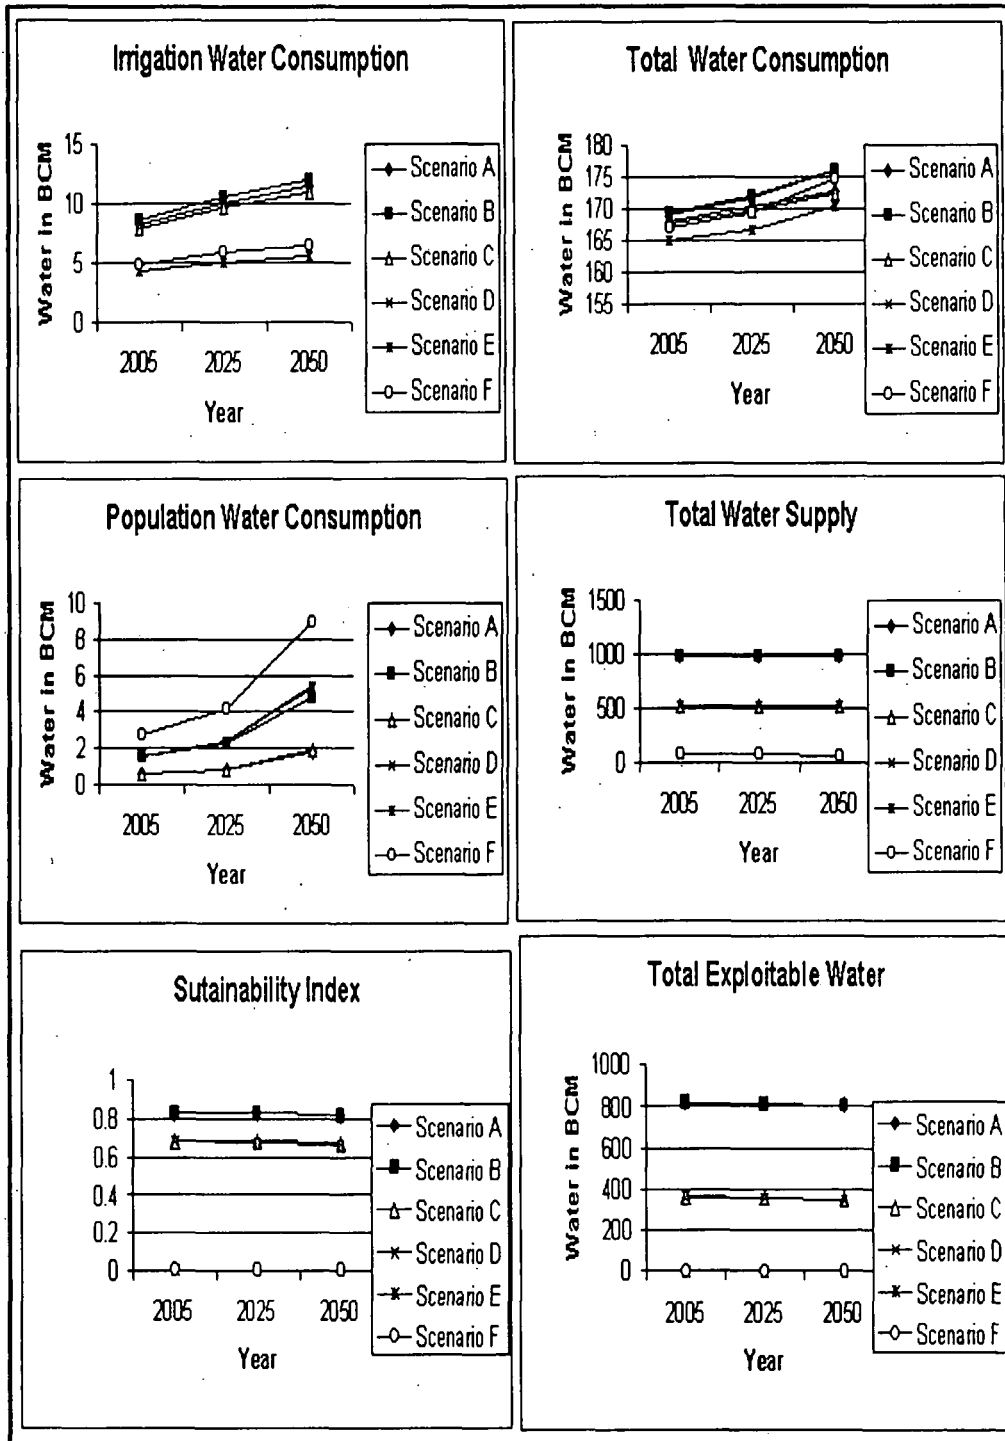 Irrigation Water Consumption
Water in BCM
15
10
5
0
2005 2025 2050
Year
Scenario A
Scenario B
Scenario C
Scenario D
Scenario E
Scenario F
Total Water Consumption
Water in BCM
180
175
170
165
160
155
2005 2025 2050
Year
Scenario A
Scenario B
Scenario C
Scenario D
Scenario E
Scenario F
Population Water Consumption
Water in BCM
10
8
6
4
2
0
2005 2025 2050
Year
Scenario A
Scenario B
Scenario C
Scenario D
Scenario E
Scenario F
Total Water Supply
Water in BCM
1500
1000
500
0
2005 2025 2050
Year
Scenario A
Scenario B
Scenario C
Scenario D
Scenario E
Scenario F
Sutainability Index
1
0.8
0.6
0.4
0.2
0
2005 2025 2050
Year
Scenario A
Scenario B
Scenario C
Scenario D
Scenario E
Scenario F
Total Exploitable Water
Water in BCM
1000
800
600
400
200
0
2005 2025 2050
Year
Scenario A
Scenario B
Scenario C
Scenario D
Scenario E
Scenario F